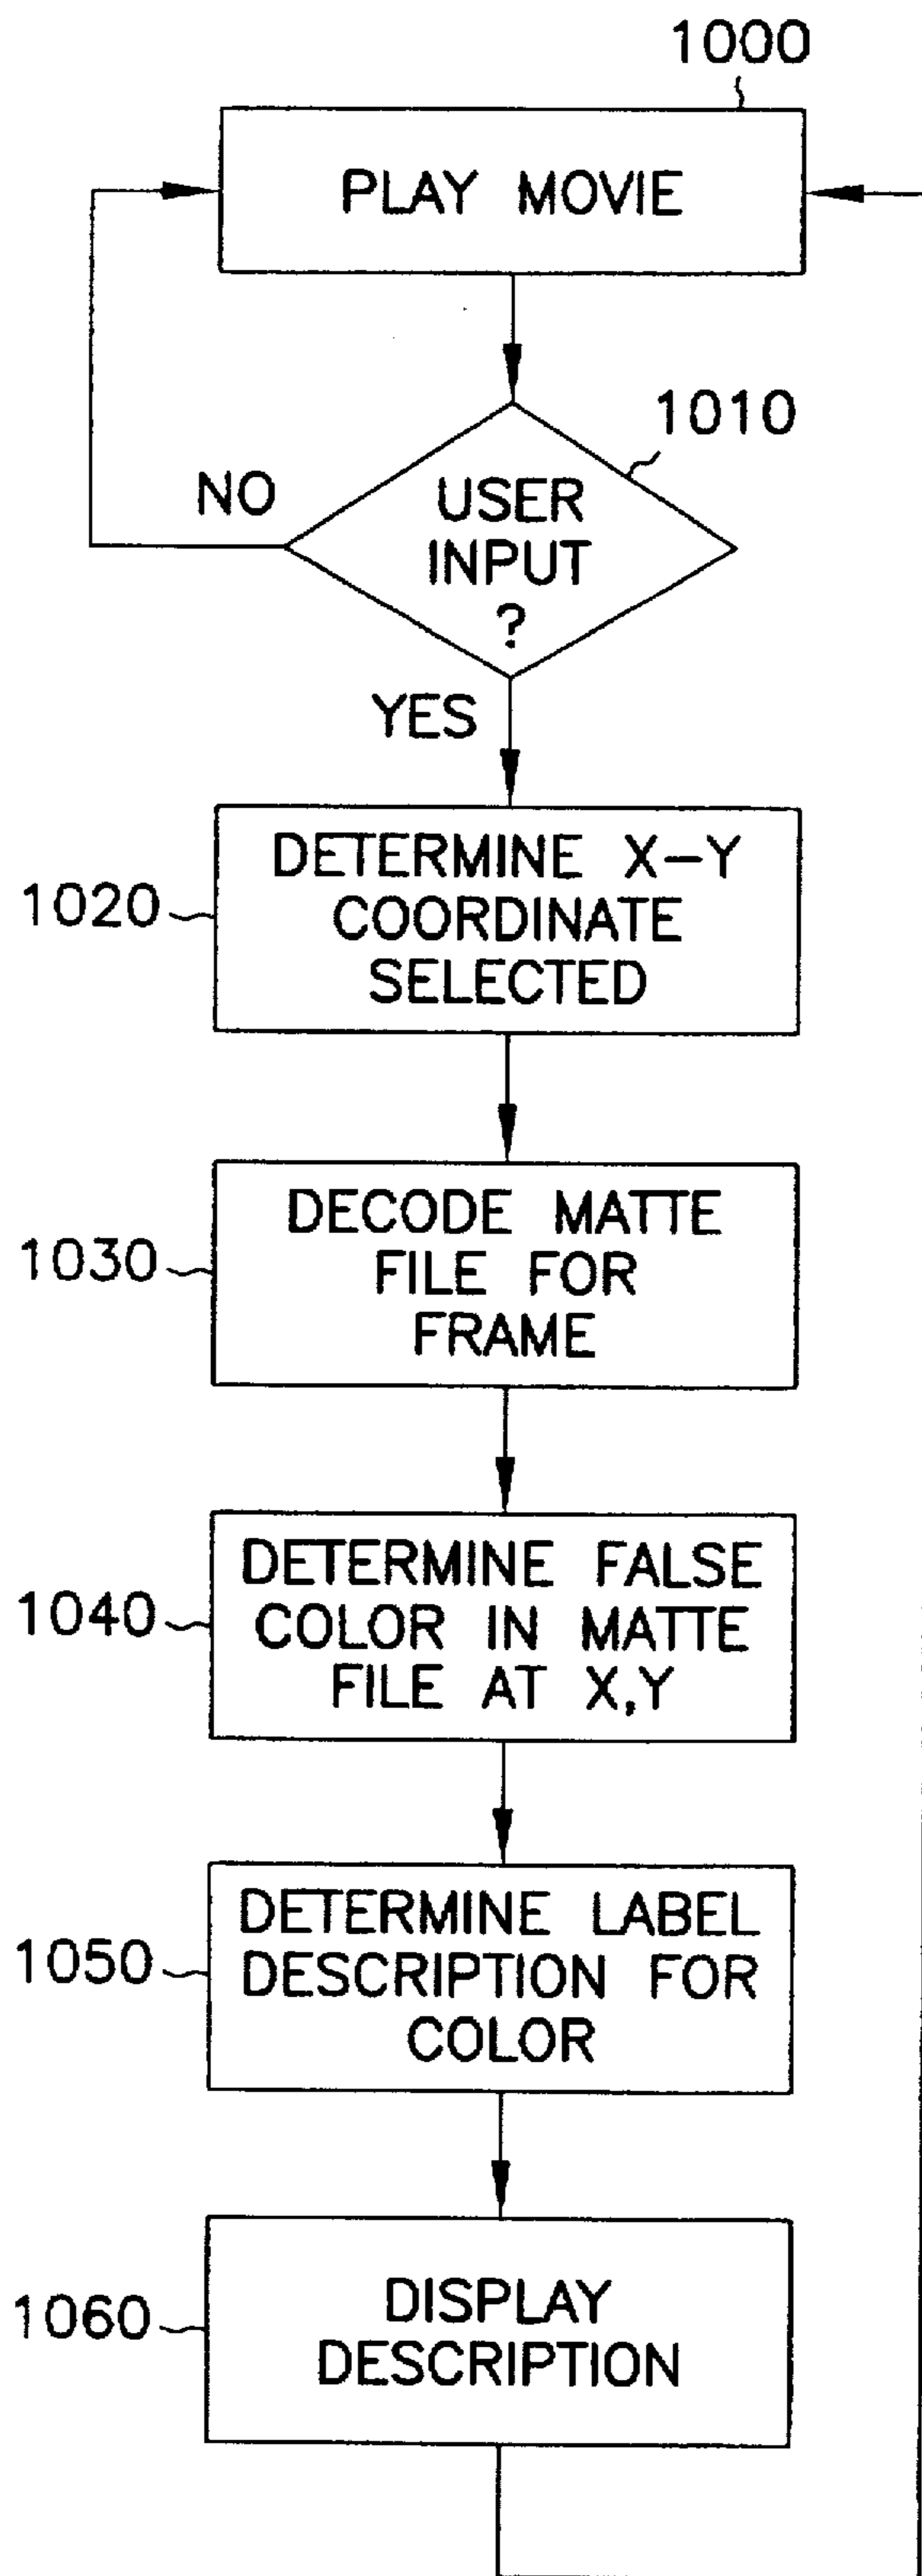 1000
PLAY MOVIE
1010
NO
USER
INPUT
?
YES
1020
DETERMINE X-Y
COORDINATE
SELECTED
1030
DECODE MATTE
FILE FOR
FRAME
1040
DETERMINE FALSE
COLOR IN MATTE
FILE AT X,Y
1050
DETERMINE LABEL
DESCRIPTION FOR
COLOR
1060
DISPLAY
DESCRIPTION